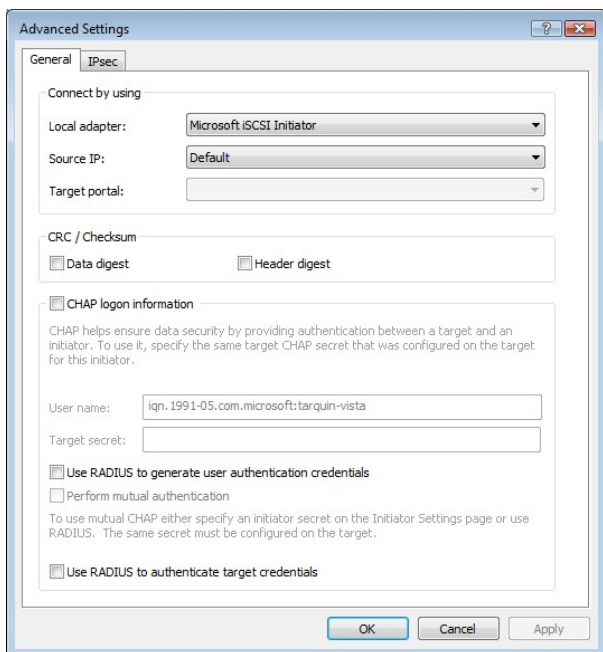 Advanced Settings
General IPsec
Connect by using
Local adapter: Microsoft iSCSI Initiator
Source IP: Default
Target portal:
CRC / Checksum
Data digest Header digest
CHAP logon information
CHAP helps ensure data security by providing authentication between a target and an
initiator. To use it, specify the same target CHAP secret that was configured on the target
for this initiator.
User name: iqn.1991-05.com.microsoft:tarquin-vista
Target secret:
Use RADIUS to generate user authentication credentials
Perform mutual authentication
To use mutual CHAP either specify an initiator secret on the Initiator Settings page or use
RADIUS. The same secret must be configured on the target.
Use RADIUS to authenticate target credentials
OK Cancel Apply